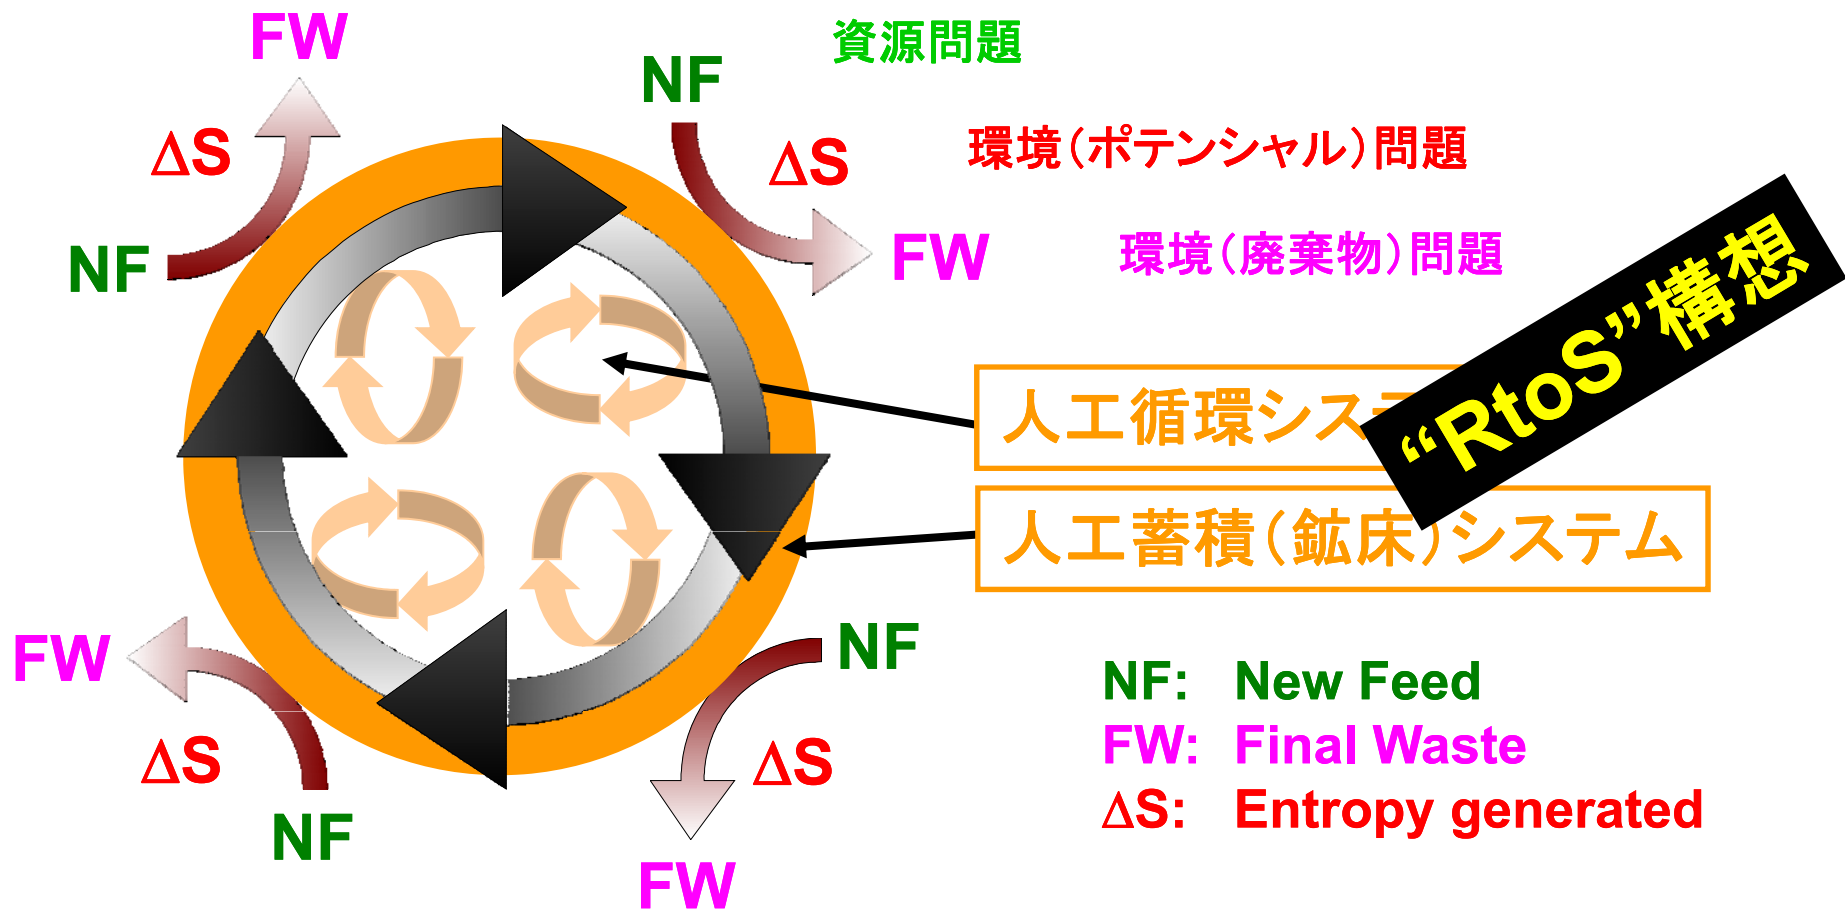 FW
資源問題
NF
ΔS
環境（ポテンシャル）問題
ΔS
NF
FW
環境（廃棄物）問題
“RtoS”構想
人工循環シス
人工蓄積（鉱床）システム
FW
NF
NF: New Feed
FW: Final Waste
ΔS
ΔS
ΔS: Entropy generated
NF
FW